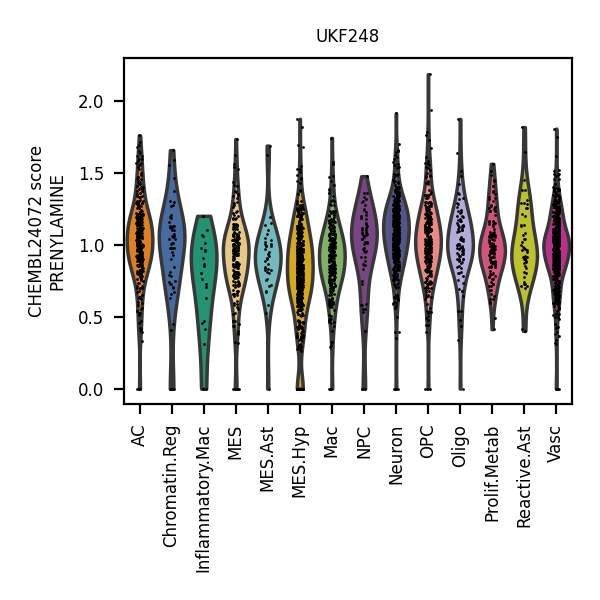 UKF248
CHEMBL24072 score
PRENYLAMINE
2.0
1.5
1.0
0.5
0.0
AC
Chromatin.Reg
Inflammatory.Mac
MES
MES.Ast
MES.Hyp
Mac
NPC
Neuron
OPC
Oligo
Prolif.Metab
Reactive.Ast
Vasc